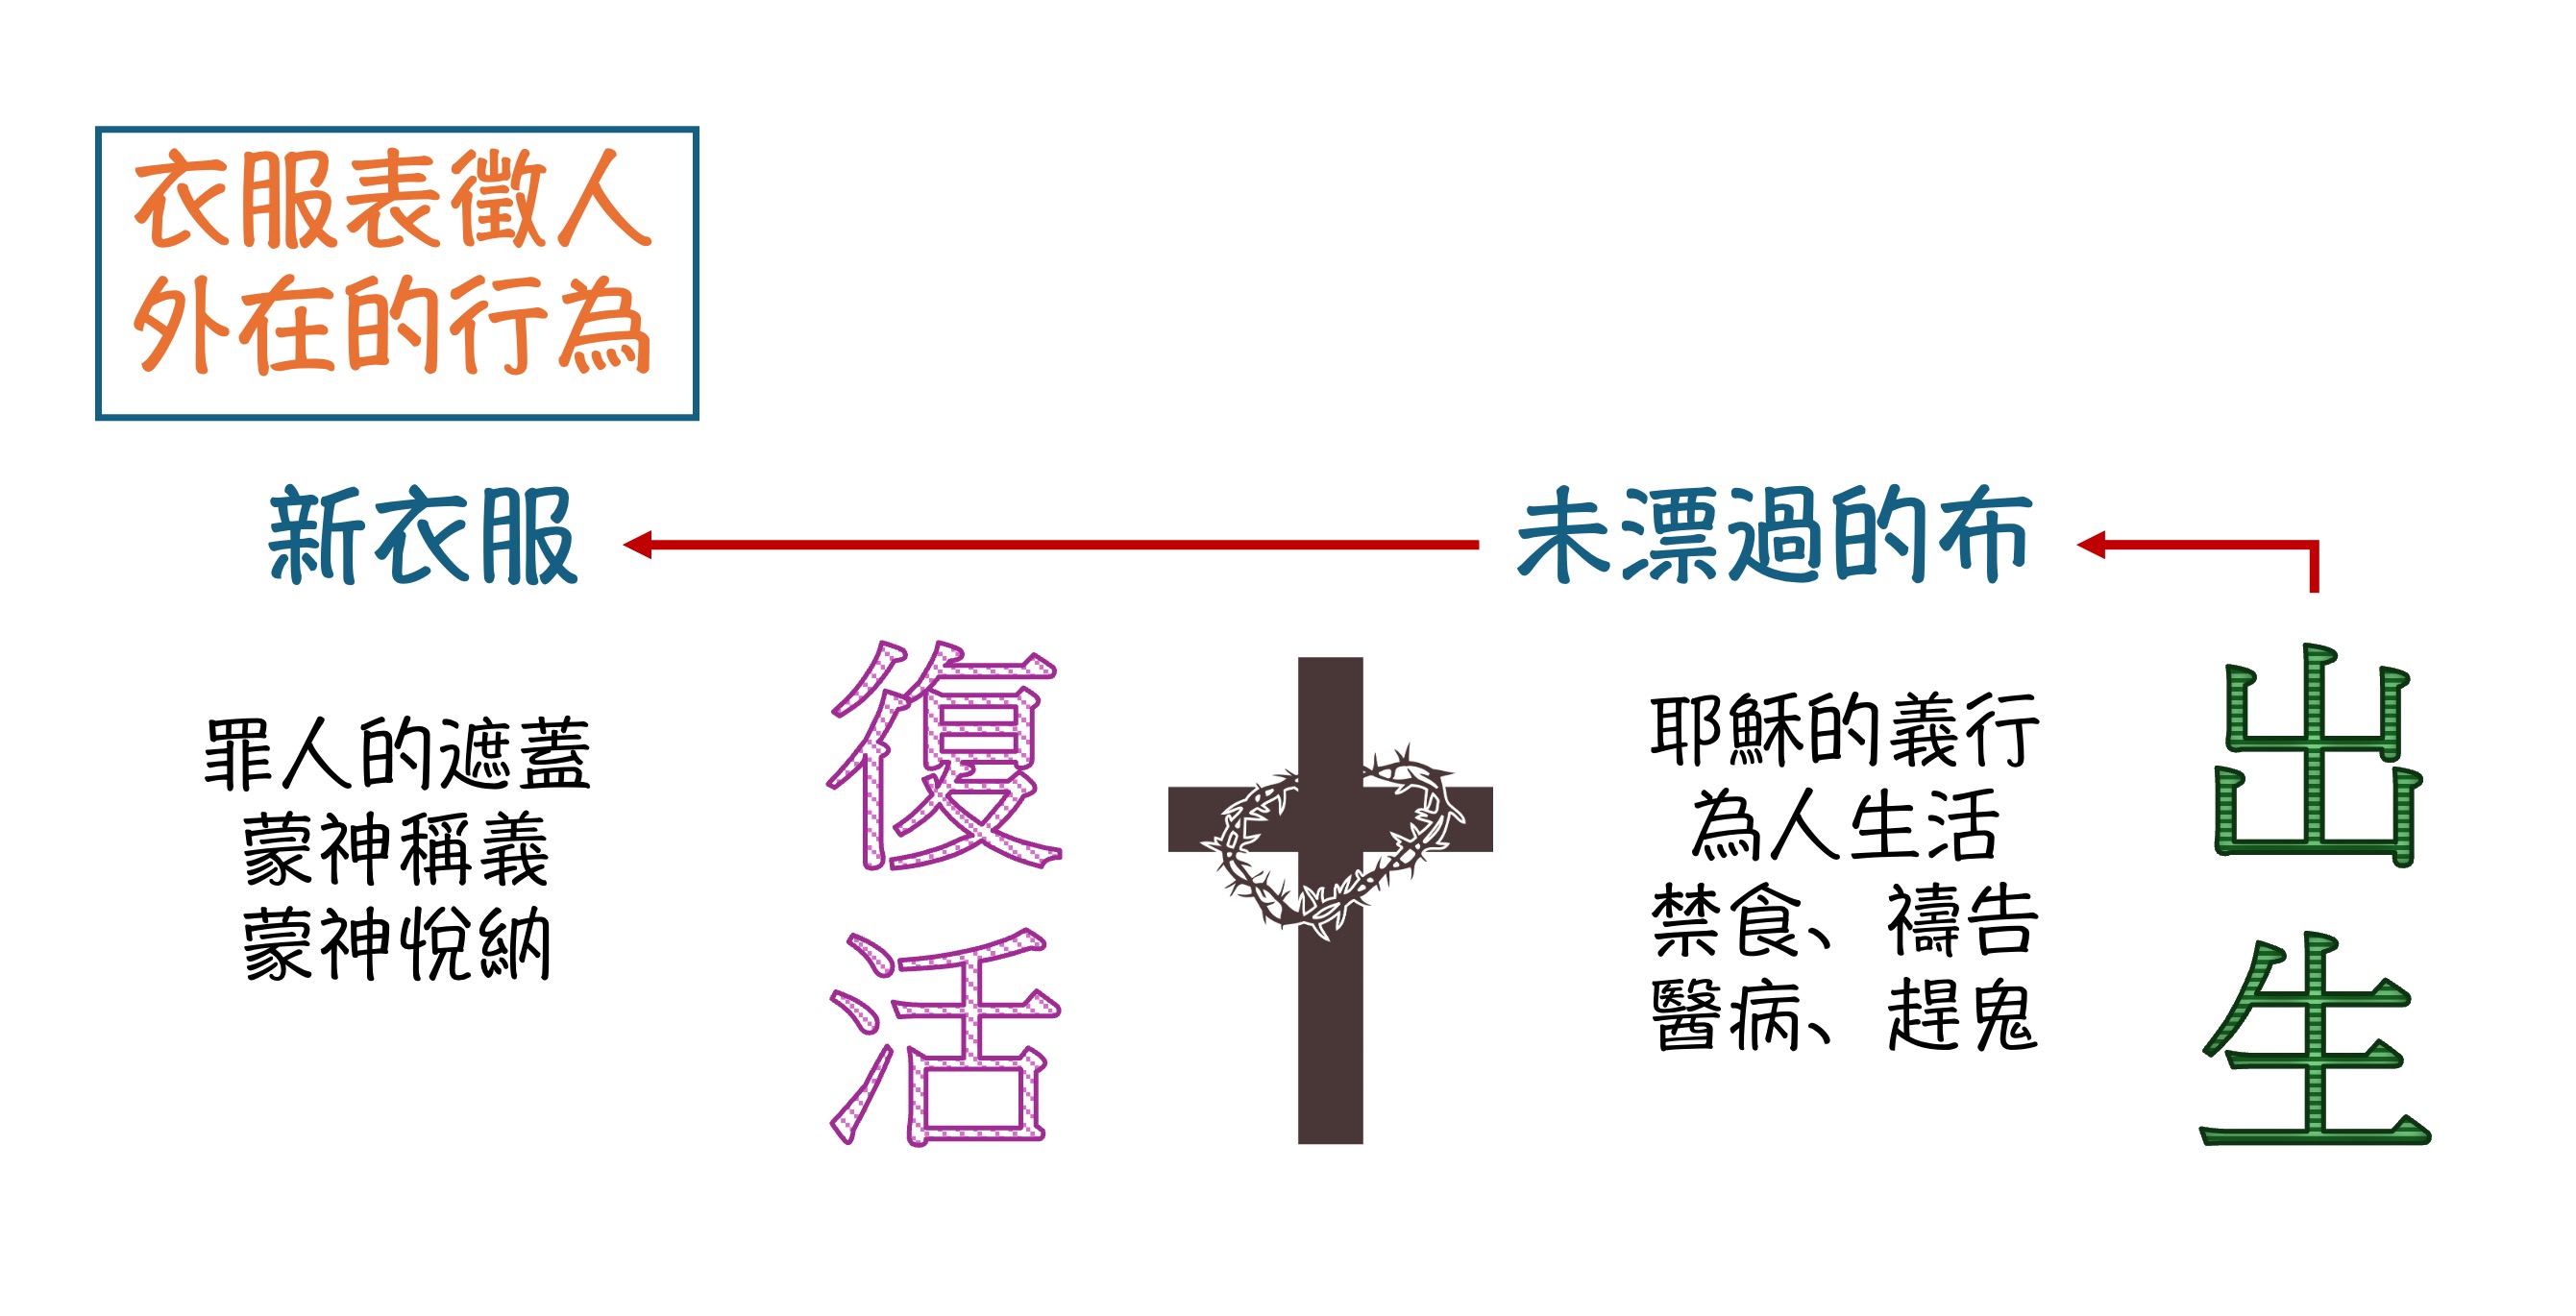 衣服表徵人
外在的行為
新衣服
未漂過的布
罪人的遮蓋
蒙神稱義
蒙神悅納
復活
耶穌的義行
為人生活
禁食、禱告
醫病、趕鬼
出生